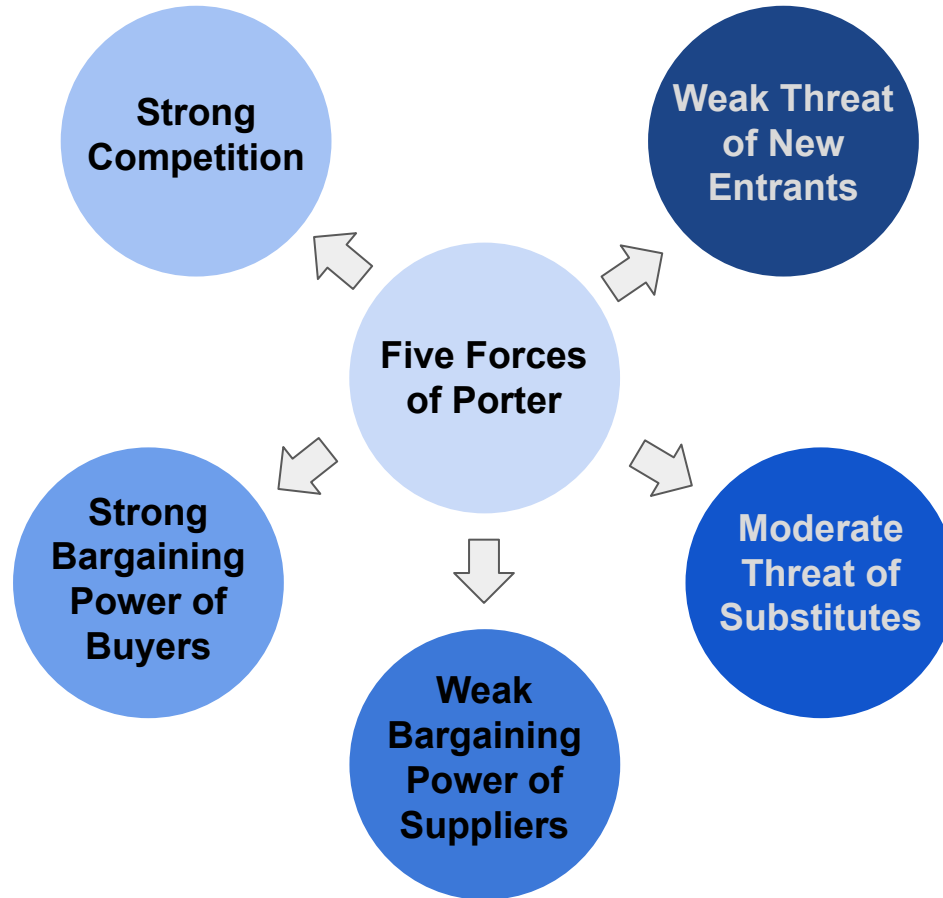 Strong
Competition
Weak Threat
of New
Entrants
Five Forces
of Porter
Strong
Bargaining
Power of
Buyers
Moderate
Threat of
Substitutes
Weak
Bargaining
Power of
Suppliers